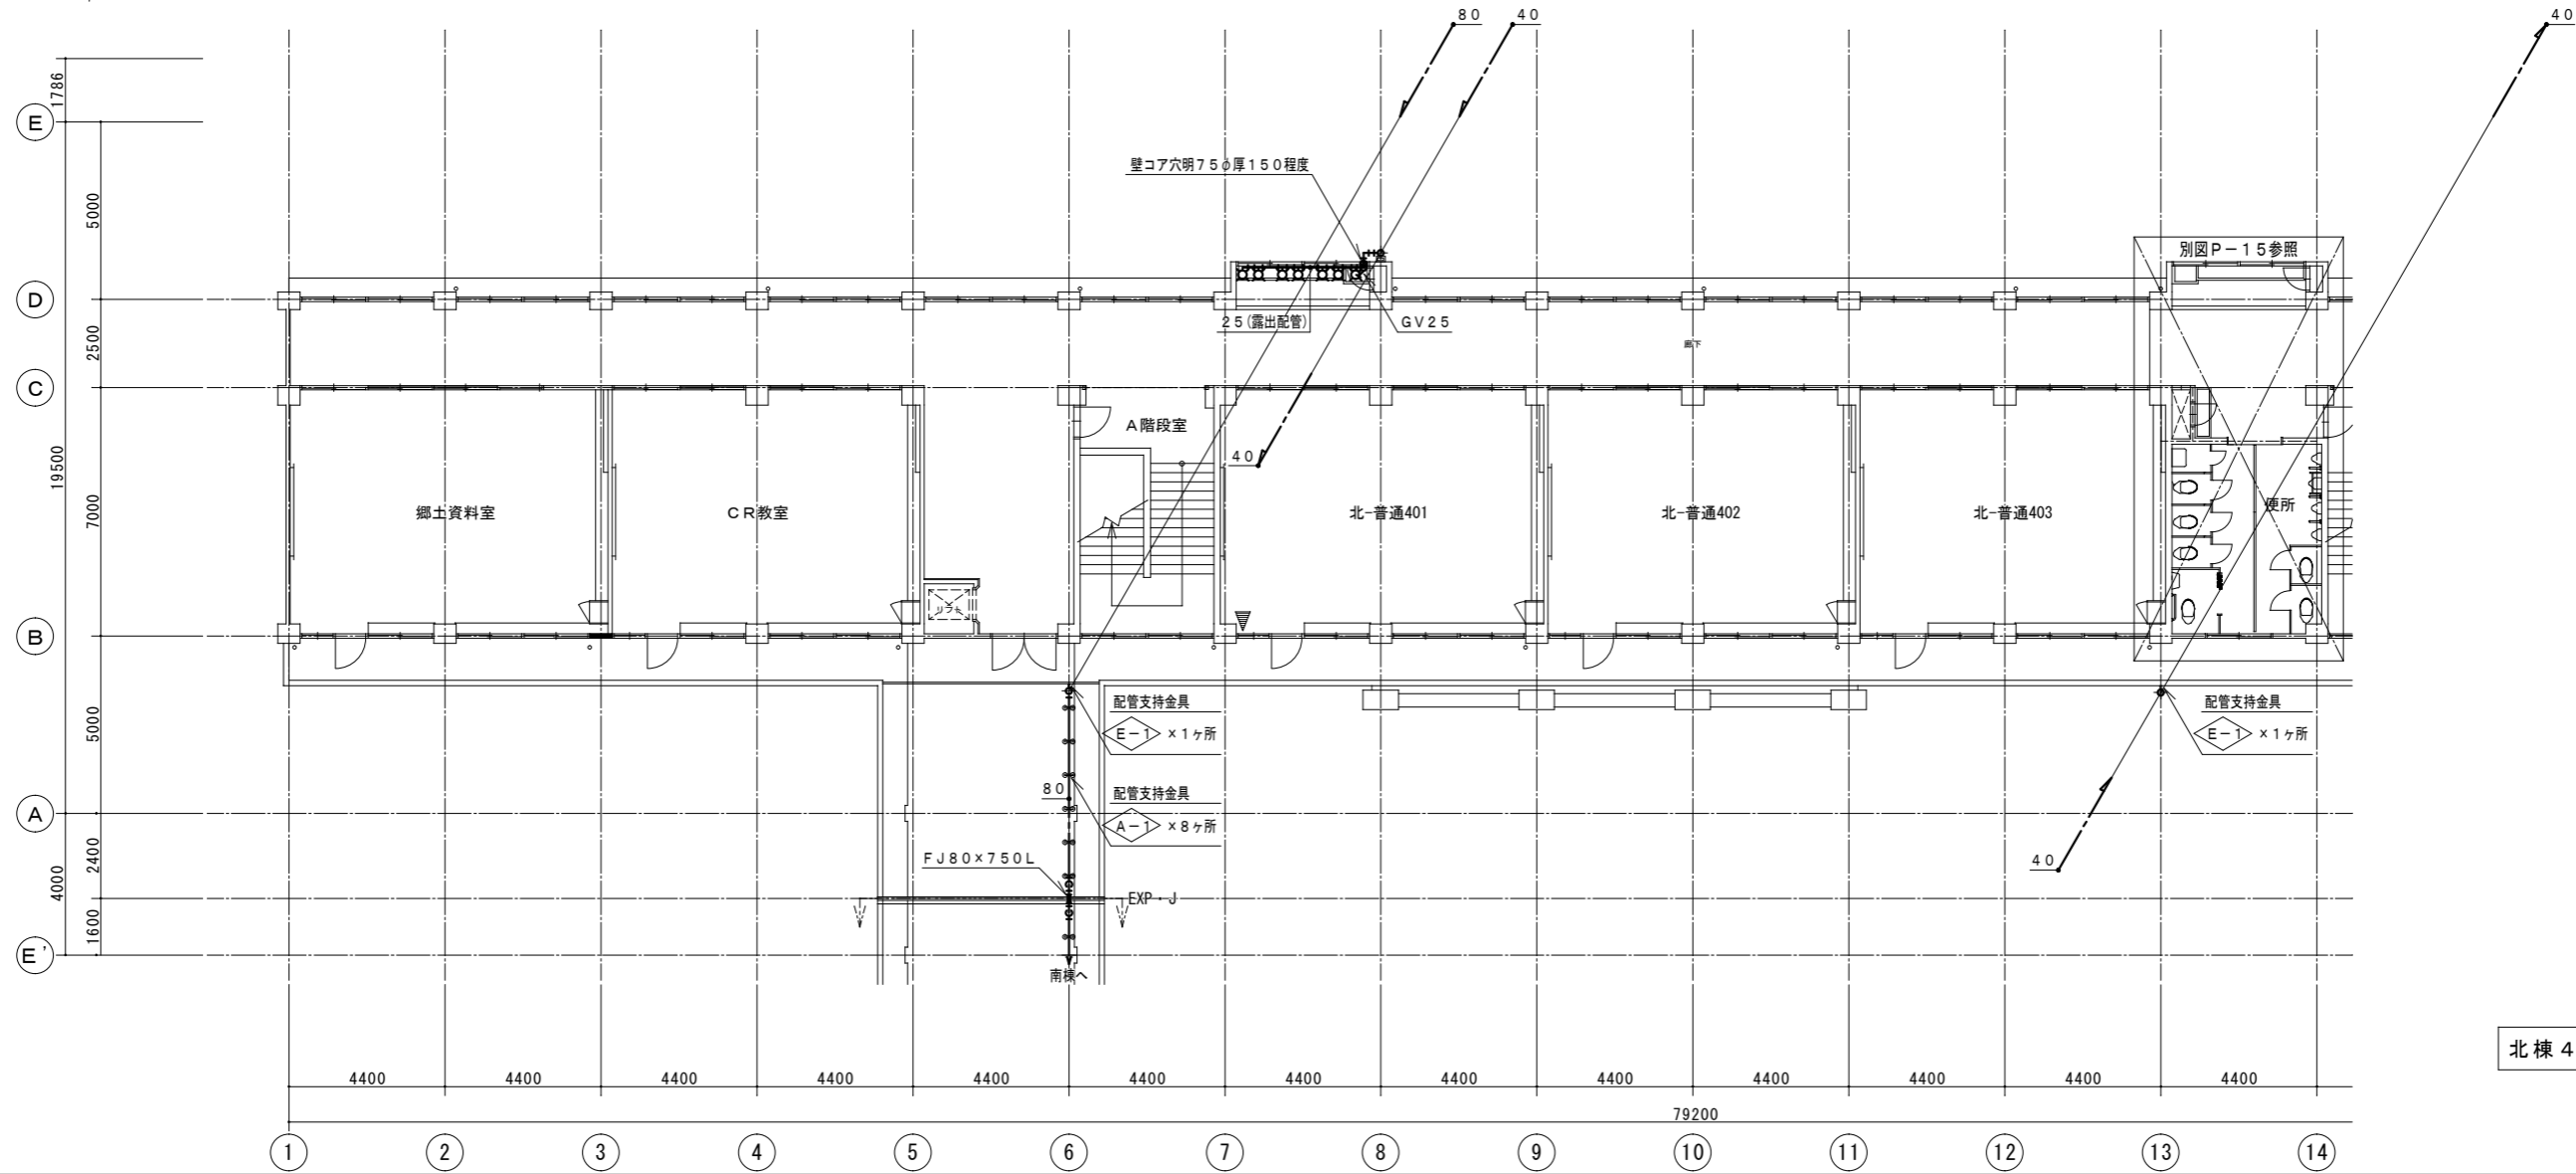 80
40
40
1786
E
壁コア穴明75φ厚150程度
5000
別図P-15参照
D
25(露出配管)
GV25
2500
廊下
C
A階段室
40
19500
7000
郷土資料室
CR教室
北-普通401
北-普通402
北-普通403
便所
リフト
B
配管支持金具
E-1 ×1ヶ所
配管支持金具
E-1 ×1ヶ所
5000
80
配管支持金具
A-1 ×8ヶ所
A
FJ80×750L
40
2400
4000
EXP・J
1600
E'
南棟へ
北棟4
4400 4400 4400 4400 4400 4400 4400 4400 4400 4400 4400 4400 4400
79200
1 2 3 4 5 6 7 8 9 10 11 12 13 14